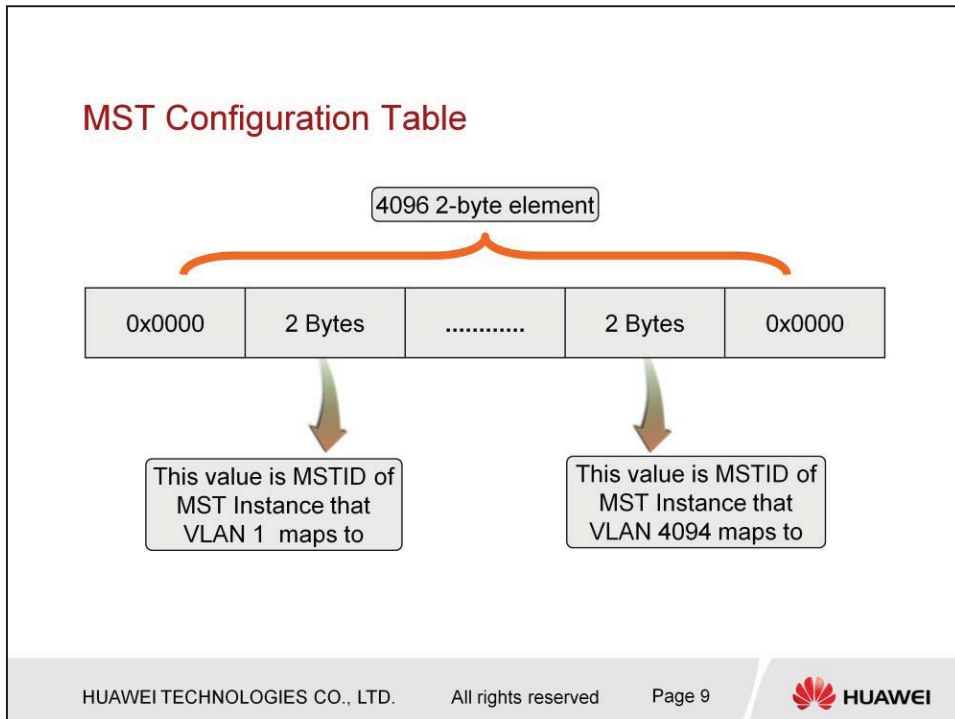 MST Configuration Table
4096 2-byte element
0x0000 2 Bytes ............ 2 Bytes 0x0000
This value is MSTID of
MST Instance that
VLAN 1 maps to
This value is MSTID of
MST Instance that
VLAN 4094 maps to
HUAWEI TECHNOLOGIES CO., LTD. All rights reserved Page 9 HUAWEI